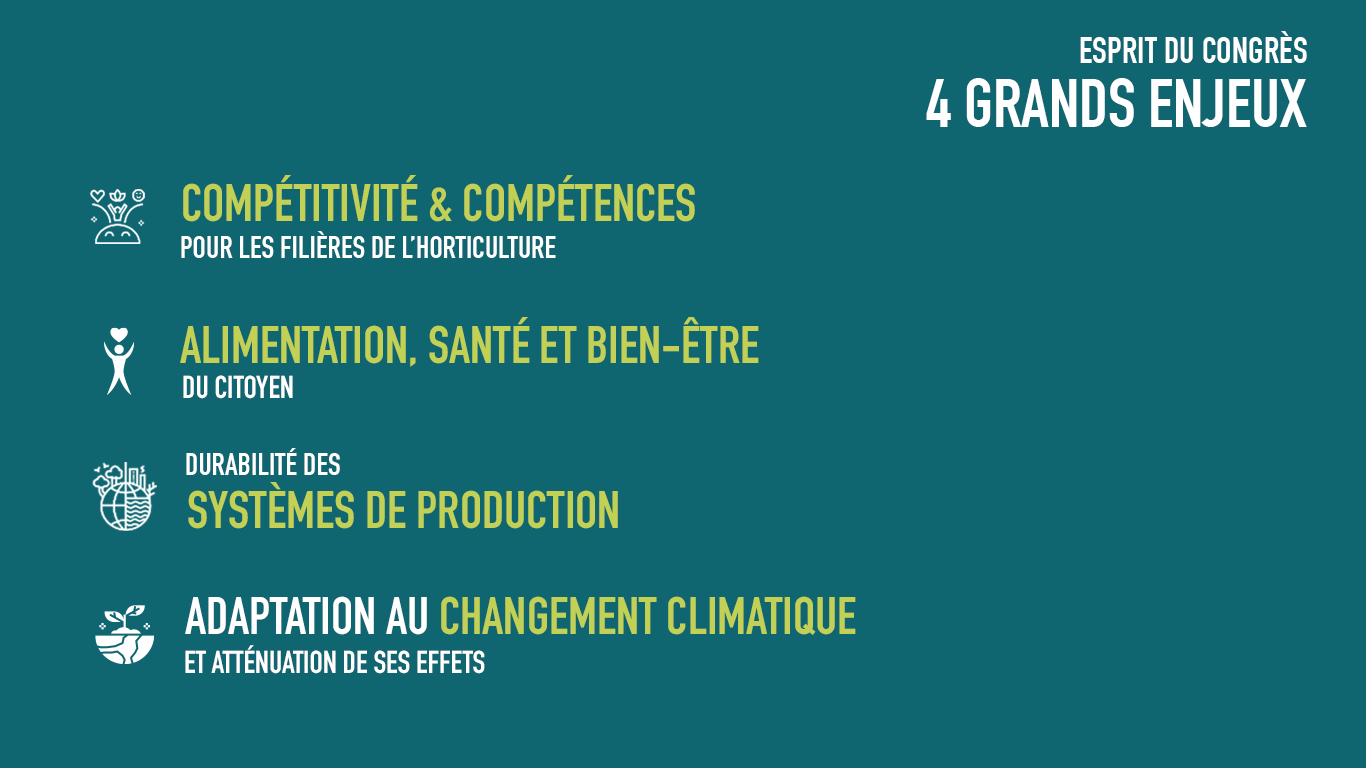 ESPRIT DU CONGRÈS
4 GRANDS ENJEUX
COMPÉTITIVITÉ & COMPÉTENCES
POUR LES FILIÈRES DE L'HORTICULTURE
ALIMENTATION, SANTÉ ET BIEN-ÊTRE
DU CITOYEN
DURABILITÉ DES
SYSTÈMES DE PRODUCTION
ADAPTATION AU CHANGEMENT CLIMATIQUE
ET ATTÉNUATION DE SES EFFETS